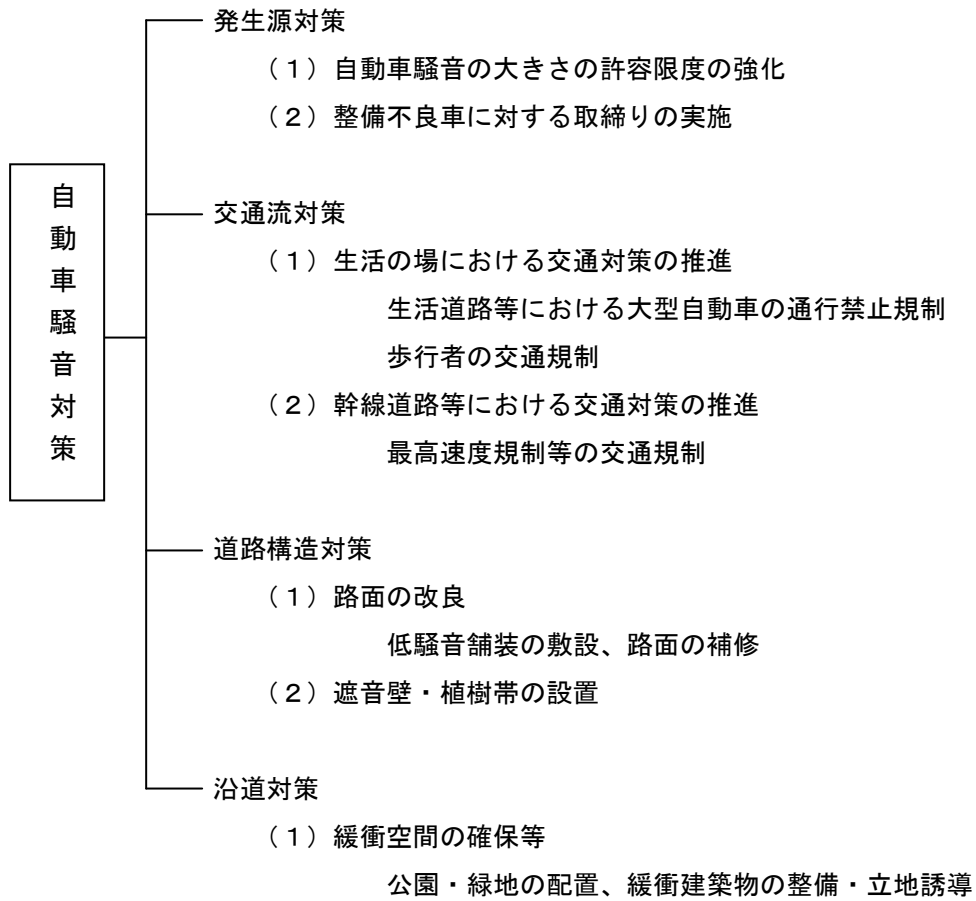 発生源対策
（１）自動車騒音の大きさの許容限度の強化
（２）整備不良車に対する取締りの実施
自動車騒音対策
交通流対策
（１）生活の場における交通対策の推進
生活道路等における大型自動車の通行禁止規制
歩行者の交通規制
（２）幹線道路等における交通対策の推進
最高速度規制等の交通規制
道路構造対策
（１）路面の改良
低騒音舗装の敷設、路面の補修
（２）遮音壁・植樹帯の設置
沿道対策
（１）緩衝空間の確保等
公園・緑地の配置、緩衝建築物の整備・立地誘導